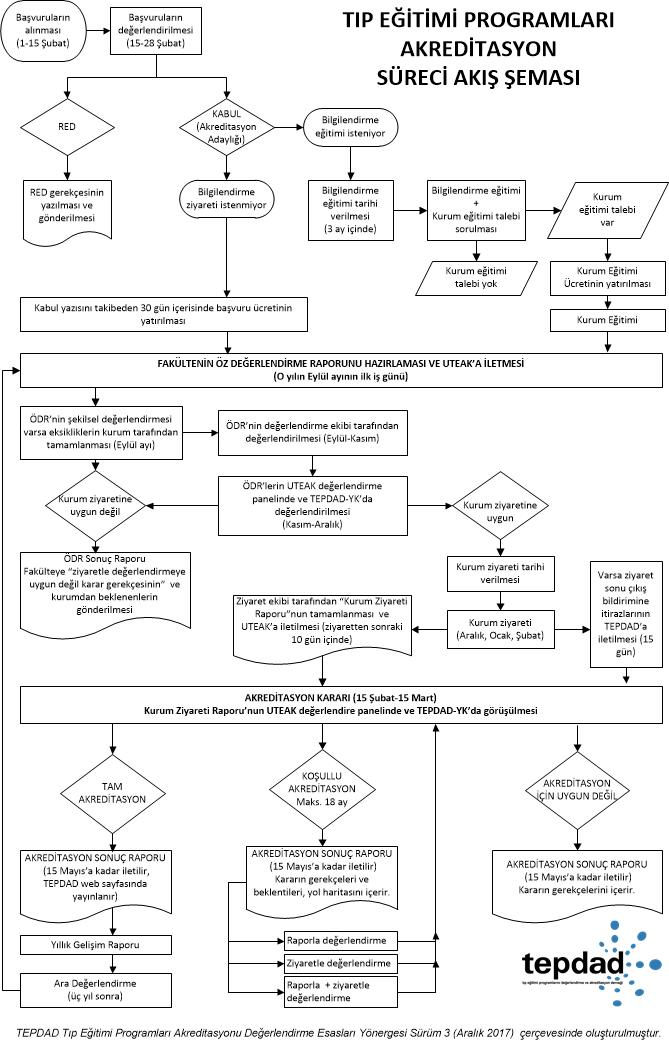 TIP EĞİTİMİ PROGRAMLARI
AKREDİTASYON
SÜRECİ AKIŞ ŞEMASI
Başvuruların
alınması
(1-15 Şubat)
Başvuruların
değerlendirilmesi
(15-28 Şubat)
RED
KABUL
(Akreditasyon
Adaylığı)
Bilgilendirme
eğitimi isteniyor
RED gerekçesinin
yazılması ve
gönderilmesi
Bilgilendirme
ziyareti istenmiyor
Bilgilendirme
eğitimi tarihi
verilmesi
(3 ay içinde)
Bilgilendirme eğitimi
+
Kurum eğitimi talebi
sorulması
Kurum
eğitimi talebi
var
Kurum eğitimi
talebi yok
Kurum Eğitimi
Ücretinin yatırılması
Kurum Eğitimi
Kabul yazısını takibeden 30 gün içerisinde başvuru ücretinin
yatırılması
FAKÜLTENİN ÖZ DEĞERLENDİRME RAPORUNU HAZIRLAMASI VE UTEAK'A İLETMESİ
(O yılın Eylül ayının ilk iş günü)
ÖDR'nin şekilsel değerlendirmesi
varsa eksikliklerin kurum tarafından
tamamlanması (Eylül ayı)
ÖDR'nin değerlendirme ekibi tarafından
değerlendirilmesi (Eylül-Kasım)
Kurum ziyaretine
uygun değil
ÖDR'lerin UTEAK değerlendirme
panelinde ve TEPDAD-YK'da
değerlendirilmesi
(Kasım-Aralık)
Kurum ziyaretine
uygun
ÖDR Sonuç Raporu
Fakülteye "ziyaretle değerlendirmeye
uygun değil karar gerekçesinin" ve
kurumdan beklenenlerin
gönderilmesi
Kurum ziyareti tarihi
verilmesi
Ziyaret ekibi tarafından "Kurum Ziyareti
Raporu"nun tamamlanması ve
UTEAK'a iletilmesi (ziyaretten sonraki
10 gün içinde)
Kurum ziyareti
(Aralık, Ocak, Şubat)
Varsa ziyaret
sonu çıkış
bildirimine
itirazlarının
TEPDAD'a
iletilmesi (15
gün)
AKREDİTASYON KARARI (15 Şubat-15 Mart)
Kurum Ziyareti Raporu'nun UTEAK değerlendire panelinde ve TEPDAD-YK'da görüşülmesi
TAM
AKREDİTASYON
KOŞULLU
AKREDİTASYON
Maks. 18 ay
AKREDİTASYON
İÇİN UYGUN DEĞİL
AKREDİTASYON SONUÇ RAPORU
(15 Mayıs'a kadar iletilir,
TEPDAD web sayfasında
yayınlanır)
AKREDİTASYON SONUÇ RAPORU
(15 Mayıs'a kadar iletilir)
Kararın gerekçeleri ve
beklentileri, yol haritasını içerir.
AKREDİTASYON SONUÇ RAPORU
(15 Mayıs'a kadar iletilir)
Kararın gerekçelerini içerir.
Yıllık Gelişim Raporu
Ara Değerlendirme
(üç yıl sonra)
Raporla değerlendirme
Ziyaretle değerlendirme
Raporla + ziyaretle
değerlendirme
tepdad
tıp eğitimi programlarını değerlendirme ve akreditasyon derneği
TEPDAD Tıp Eğitimi Programları Akreditasyonu Değerlendirme Esasları Yönergesi Sürüm 3 (Aralık 2017) çerçevesinde oluşturulmuştur.